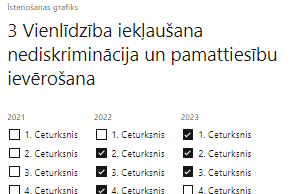 Īstenošanas grafiks
3 Vienlīdzība iekļaušana
nediskriminācija un pamattiesību
ievērošana
2021 2022 2023
1. Ceturksnis 1. Ceturksnis 1. Ceturksnis
2. Ceturksnis 2. Ceturksnis 2. Ceturksnis
3. Ceturksnis 3. Ceturksnis 3. Ceturksnis
4. Ceturksnis 4. Ceturksnis 4. Ceturksnis